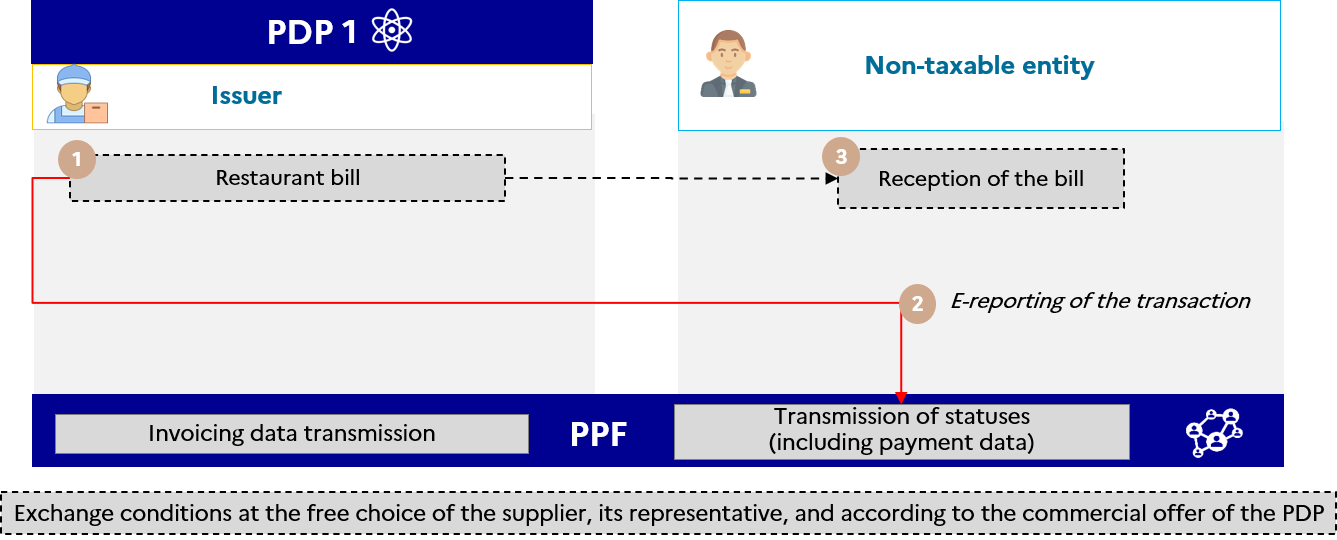 PDP 1
Issuer
Non-taxable entity
1
Restaurant bill
3
Reception of the bill
2
E-reporting of the transaction
Invoicing data transmission
PPF
Transmission of statuses
(including payment data)
Exchange conditions at the free choice of the supplier, its representative, and according to the commercial offer of the PDP